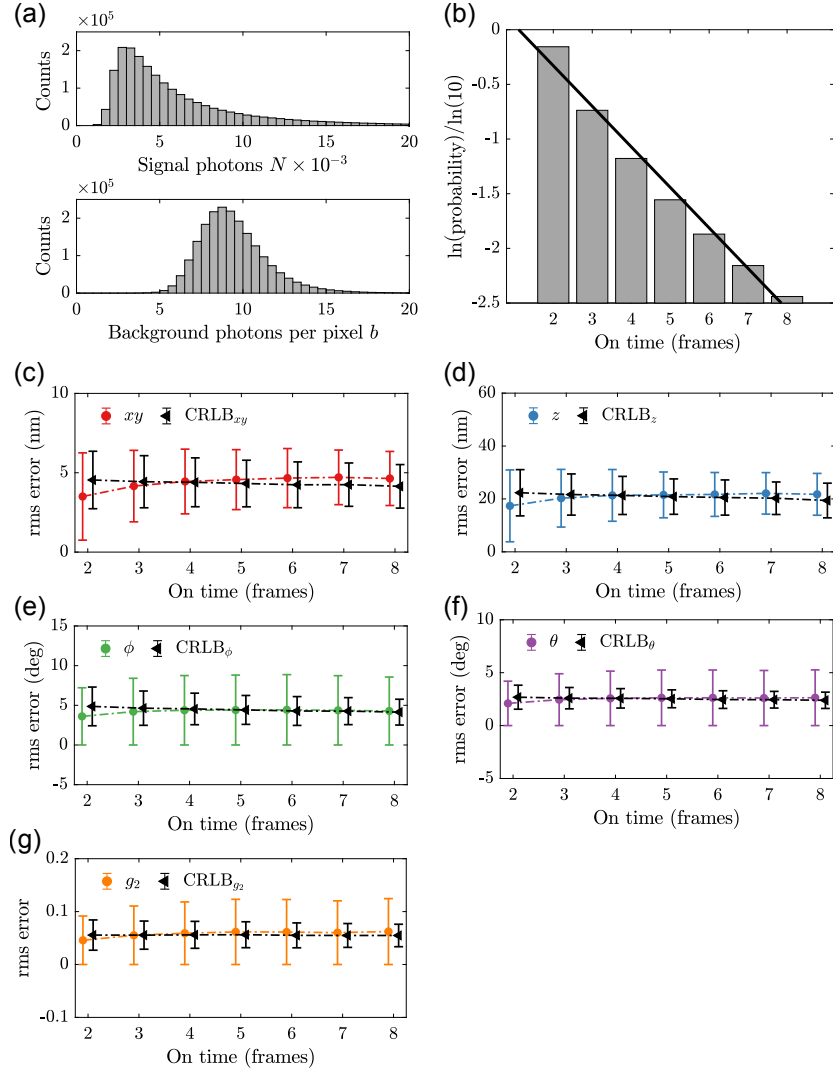 (a)
×10⁵
2
1
0
Counts
0 5 10 15 20
Signal photons N × 10⁻³
×10⁵
2
1
0
Counts
0 5 10 15 20
Background photons per pixel b
(b)
0
-0.5
-1
-1.5
-2
-2.5
ln(probability)/ln(10)
2 3 4 5 6 7 8
On time (frames)
(c)
10
5
0
rms error (nm)
xy CRLB_xy
2 3 4 5 6 7 8
On time (frames)
(d)
60
40
20
0
rms error (nm)
z CRLB_z
2 3 4 5 6 7 8
On time (frames)
(e)
15
10
5
0
-5
rms error (deg)
ϕ CRLB_ϕ
2 3 4 5 6 7 8
On time (frames)
(f)
10
5
0
-5
rms error (deg)
θ CRLB_θ
2 3 4 5 6 7 8
On time (frames)
(g)
0.2
0.1
0
-0.1
rms error
g₂ CRLB_g₂
2 3 4 5 6 7 8
On time (frames)